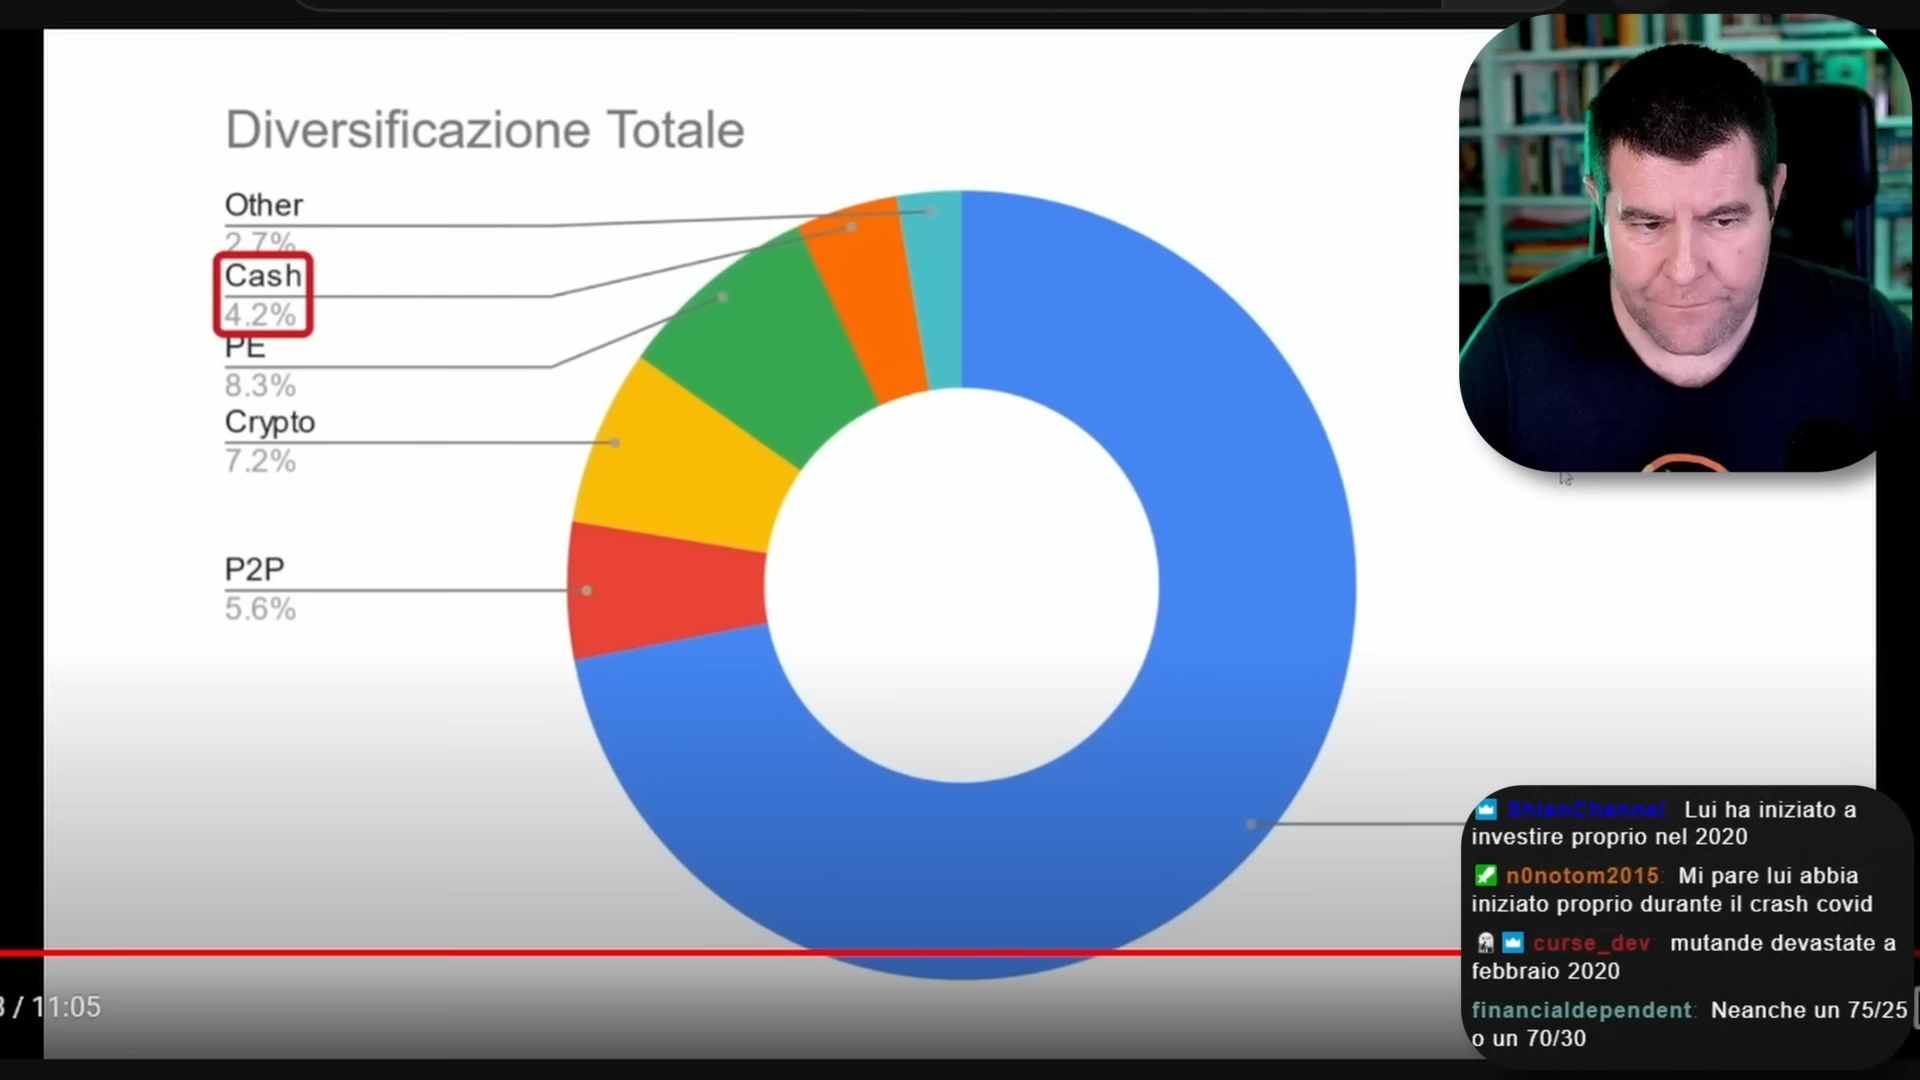 Diversificazione Totale
Other
2.7%
Cash
4.2%
PE
8.3%
Crypto
7.2%
P2P
5.6%
/ 11:05
ShienChannel Lui ha iniziato a
investire proprio nel 2020
n0notom2015: Mi pare lui abbia
iniziato proprio durante il crash covid
curse_dev: mutande devastate a
febbraio 2020
financialdependent: Neanche un 75/25
o un 70/30